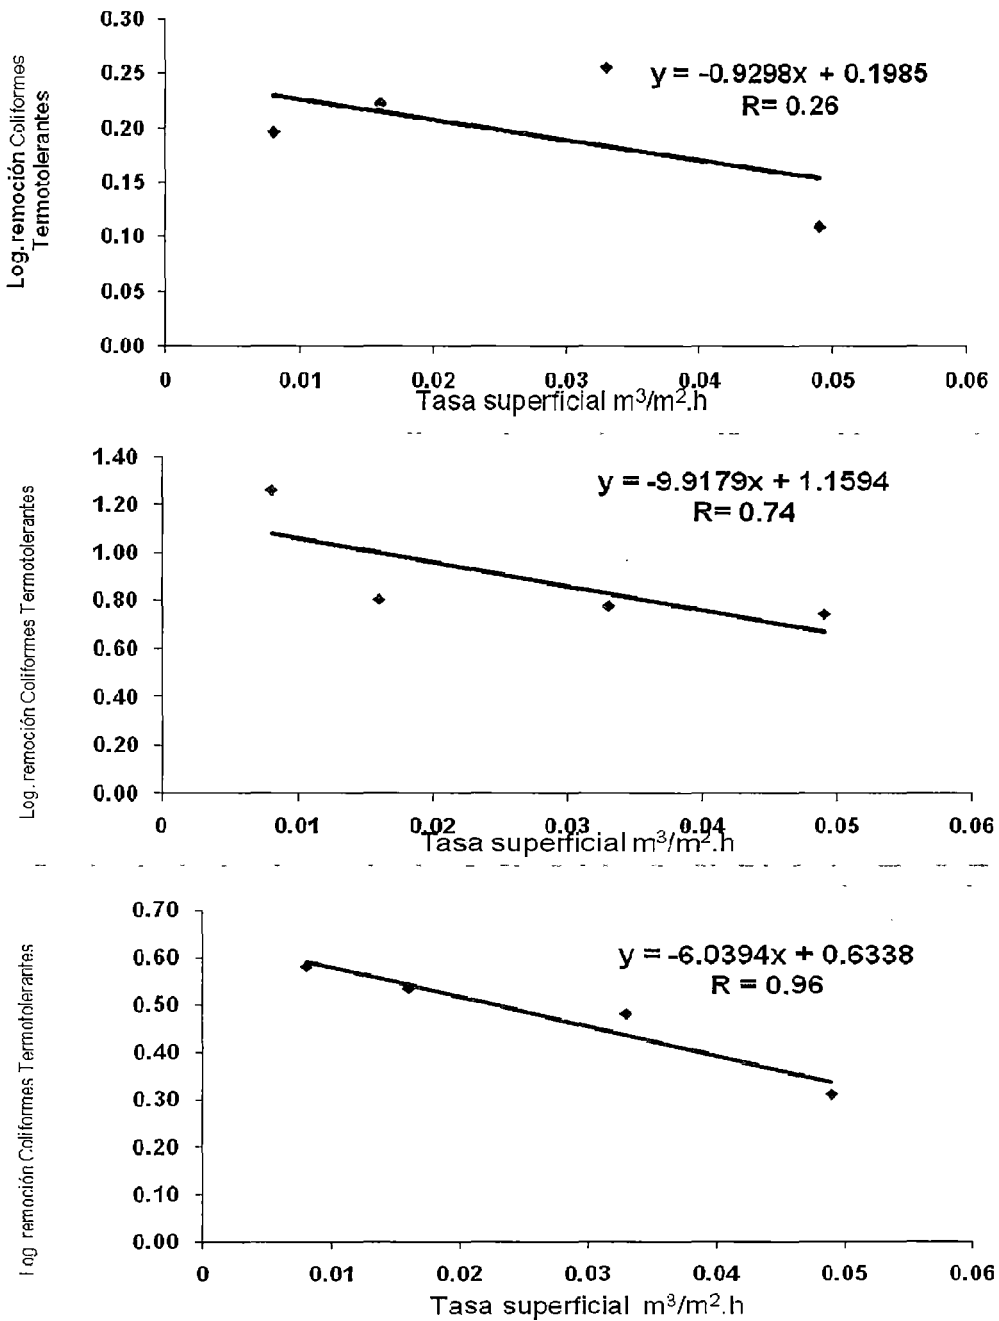 0.30
0.25
0.20
0.15
0.10
0.05
0.00
Log. remoción Coliformes
Termotolerantes
y = -0.9298x + 0.1985
R= 0.26
0 0.01 0.02 0.03 0.04 0.05 0.06
Tasa superficial m³/m².h
1.40
1.20
1.00
0.80
0.60
0.40
0.20
0.00
Log. remoción Coliformes Termotolerantes
y = -9.9179x + 1.1594
R= 0.74
0 0.01 0.02 0.03 0.04 0.05 0.06
Tasa superficial m³/m².h
0.70
0.60
0.50
0.40
0.30
0.20
0.10
0.00
Log remoción Coliformes Termotolerantes
y = -6.0394x + 0.6338
R = 0.96
0 0.01 0.02 0.03 0.04 0.05 0.06
Tasa superficial m³/m².h